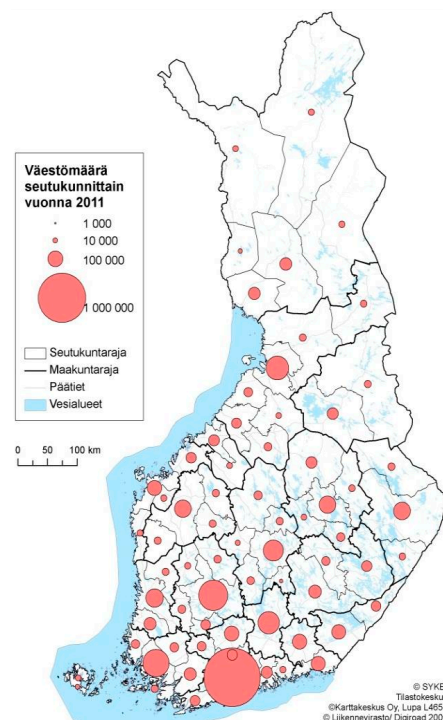 Väestömäärä
seutukunnittain
vuonna 2011
1 000
10 000
100 000
1 000 000
Seutukuntaraja
Maakuntaraja
Päätiet
Vesialueet
0 50 100 km
© SYKE
Tilastokesku
©Karttakeskus Oy, Lupa L465
© Liikennevirasto/ Digiroad 20